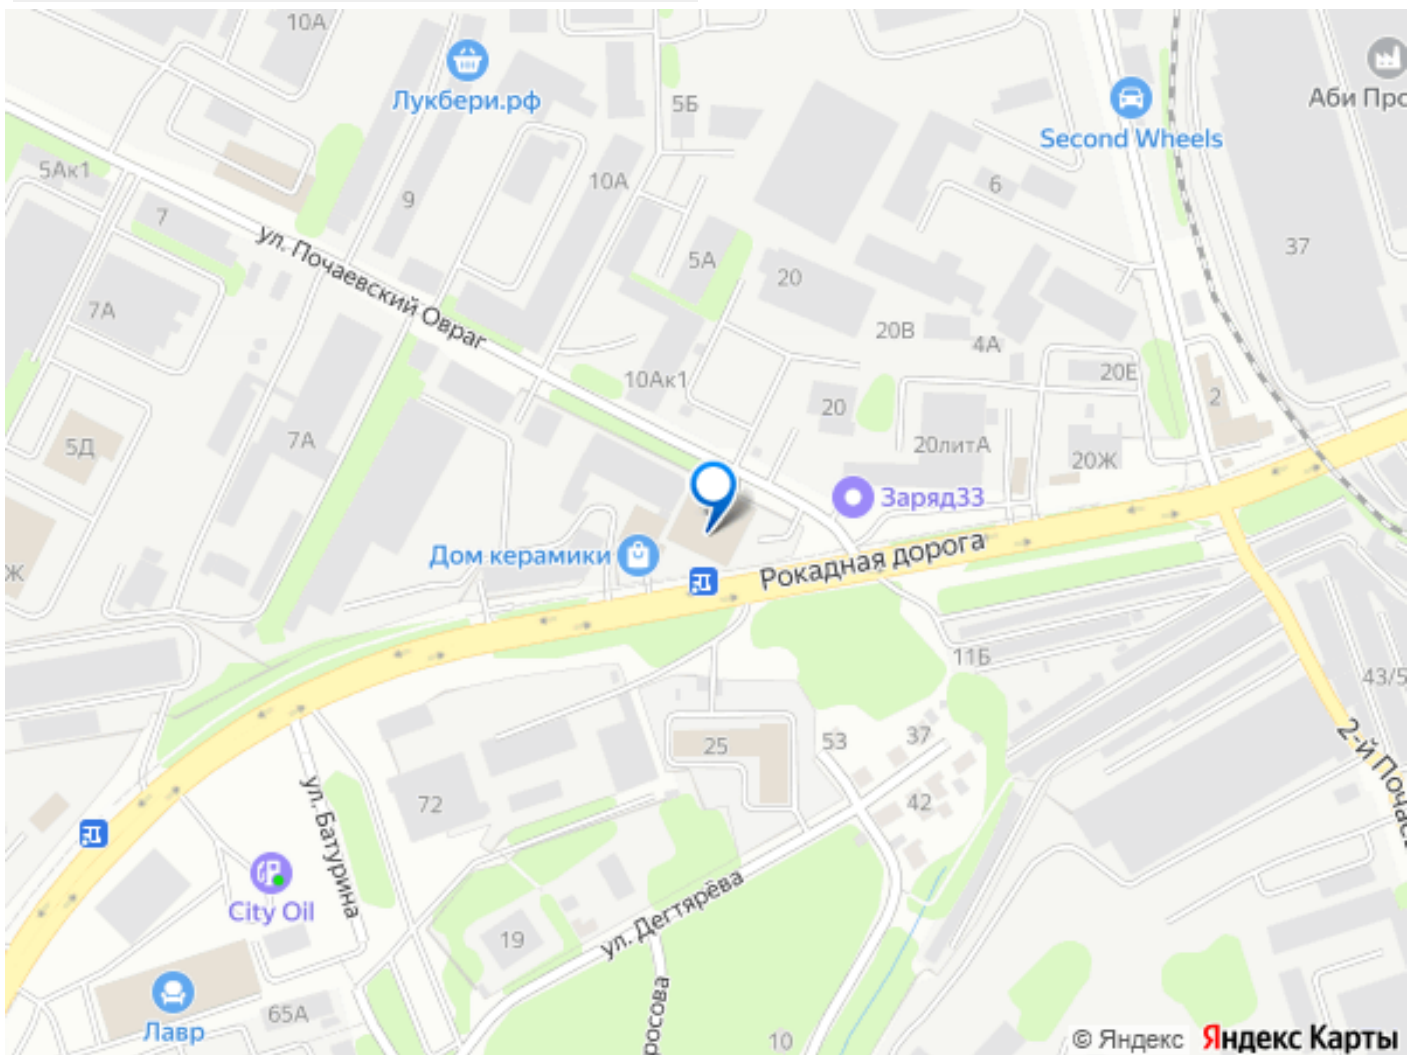 10А
Лукбери.рф
5Б
Аби Про
Second Wheels
5Ак1
10А
6
9
7
ул. Почаевский Овраг
5А
37
20
7А
20В
4А
10Ак1
20Е
2
20
7А
5Д
20литА
20Ж
Заряд33
Дом керамики
Рокадная дорога
Ж
11Б
43/5
2-й Почаев
25
53
37
72
42
ул. Батурина
City Oil
ул. Дегтярёва
19
росова
65А
Лавр
10
© Яндекс Яндекс Карты